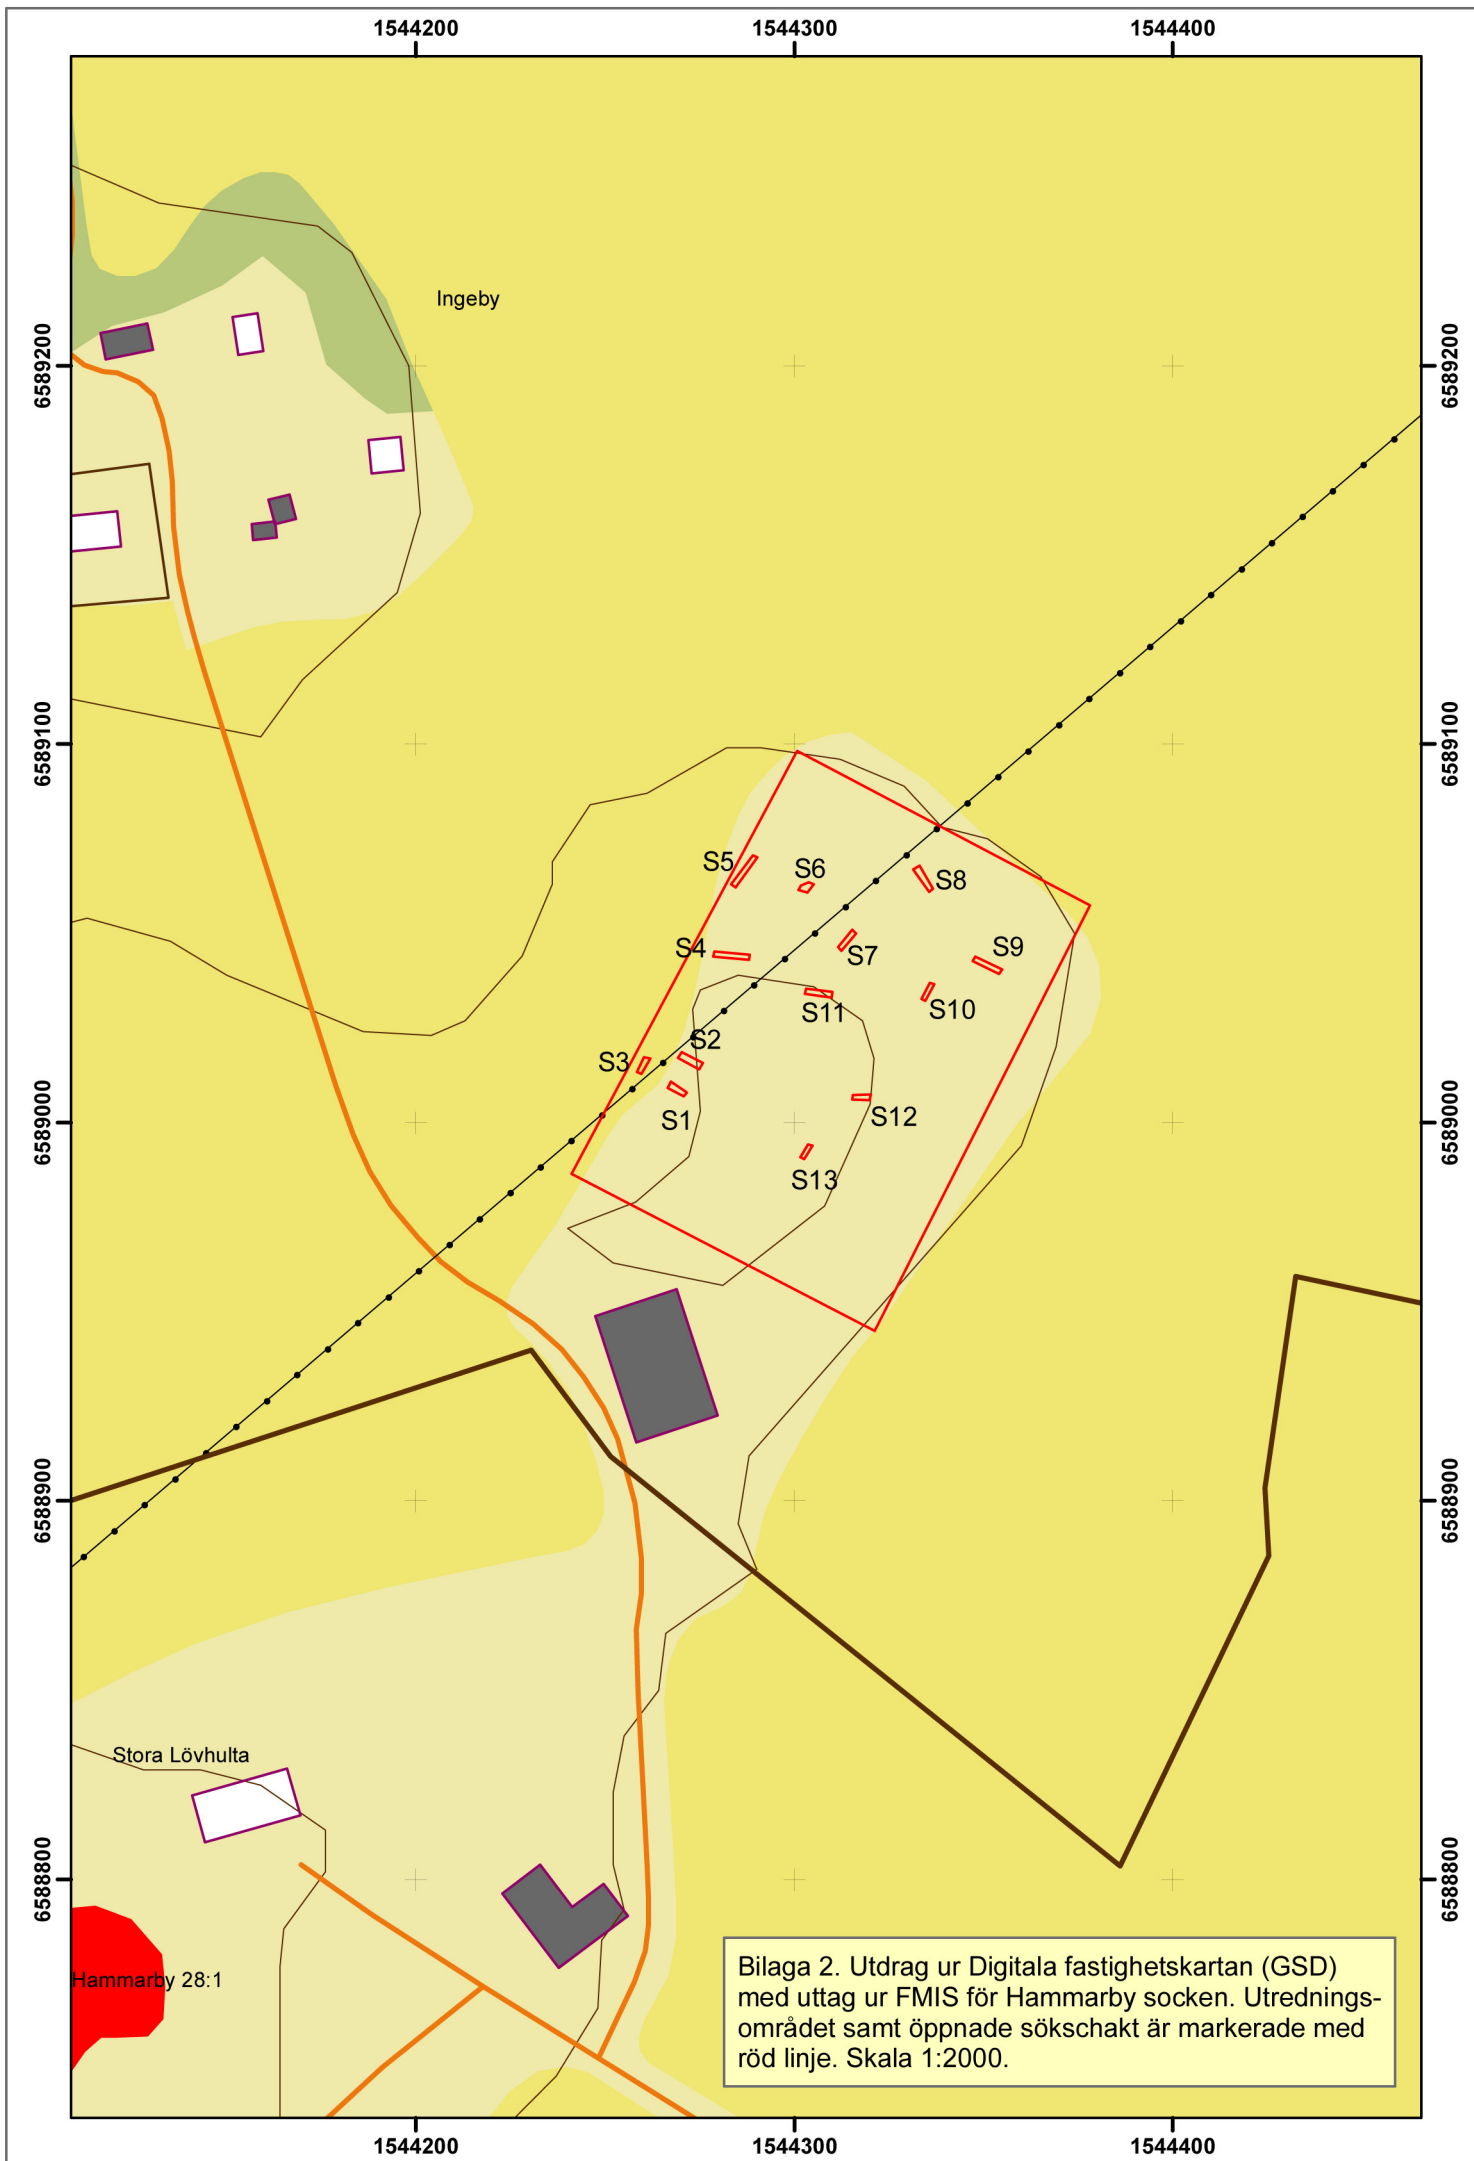 1544200
1544300
1544400
Ingeby
6589200
6589200
6589100
6589100
S5
S6
S8
S4
S7
S9
S11
S10
S2
S3
S1
S12
6589000
6589000
S13
6588900
6588900
Stora Lövhulta
6588800
6588800
Hammarby 28:1
Bilaga 2. Utdrag ur Digitala fastighetskartan (GSD)
med uttag ur FMIS för Hammarby socken. Utrednings-
området samt öppnade sökschakt är markerade med
röd linje. Skala 1:2000.
1544200
1544300
1544400